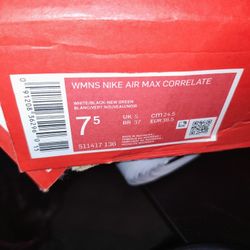 WMNS NIKE AIR MAX CORRELATE
WHITE/BLACK-NEW GREEN
BLANC/VERT NOUVEAU/NOIR
7.5
UK 5
CM 24.5
BR 37
EUR 38.5
511417 136